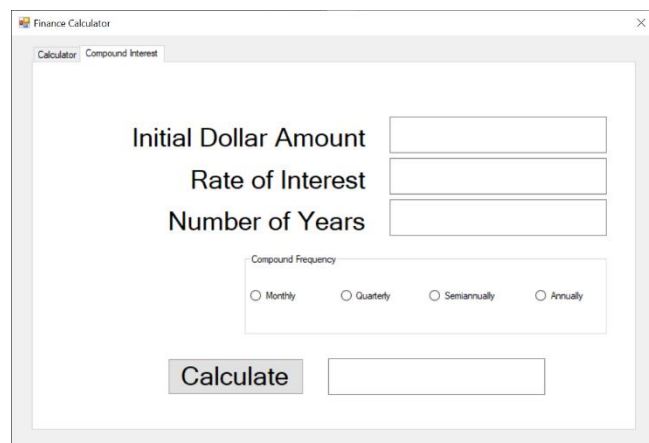 Finance Calculator
Calculator Compound Interest
Initial Dollar Amount
Rate of Interest
Number of Years
Compound Frequency
Monthly Quarterly Semiannually Annually
Calculate